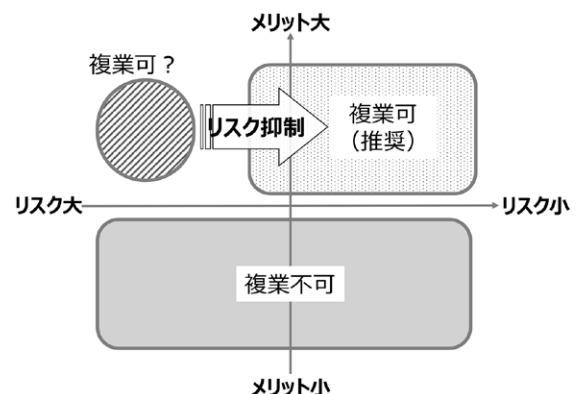 メリット大
複業可？
リスク抑制
複業可
（推奨）
リスク大
リスク小
複業不可
メリット小